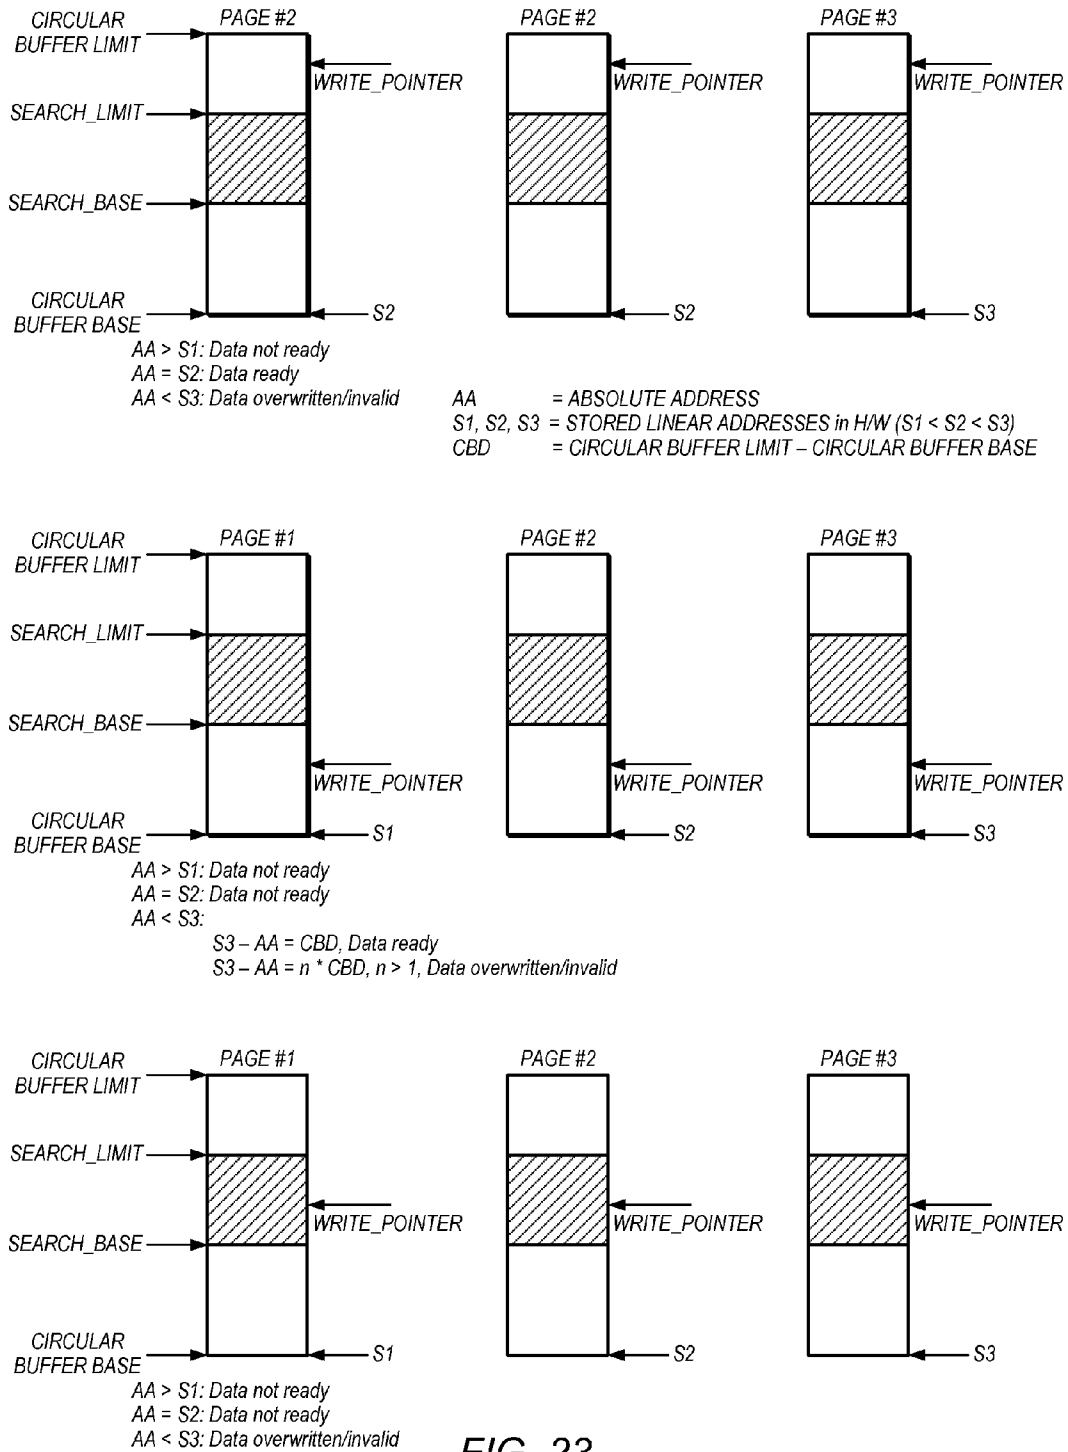 PAGE #2 PAGE #2 PAGE #3
CIRCULAR
BUFFER LIMIT
WRITE_POINTER WRITE_POINTER WRITE_POINTER
SEARCH_LIMIT
SEARCH_BASE
CIRCULAR
BUFFER BASE
S2 S2 S3
AA > S1: Data not ready
AA = S2: Data ready
AA < S3: Data overwritten/invalid
AA = ABSOLUTE ADDRESS
S1, S2, S3 = STORED LINEAR ADDRESSES in H/W (S1 < S2 < S3)
CBD = CIRCULAR BUFFER LIMIT – CIRCULAR BUFFER BASE
PAGE #1 PAGE #2 PAGE #3
CIRCULAR
BUFFER LIMIT
SEARCH_LIMIT
SEARCH_BASE
WRITE_POINTER WRITE_POINTER WRITE_POINTER
CIRCULAR
BUFFER BASE
S1 S2 S3
AA > S1: Data not ready
AA = S2: Data not ready
AA < S3:
S3 – AA = CBD, Data ready
S3 – AA = n * CBD, n > 1, Data overwritten/invalid
PAGE #1 PAGE #2 PAGE #3
CIRCULAR
BUFFER LIMIT
SEARCH_LIMIT
WRITE_POINTER WRITE_POINTER WRITE_POINTER
SEARCH_BASE
CIRCULAR
BUFFER BASE
S1 S2 S3
AA > S1: Data not ready
AA = S2: Data not ready
AA < S3: Data overwritten/invalid
FIG. 23